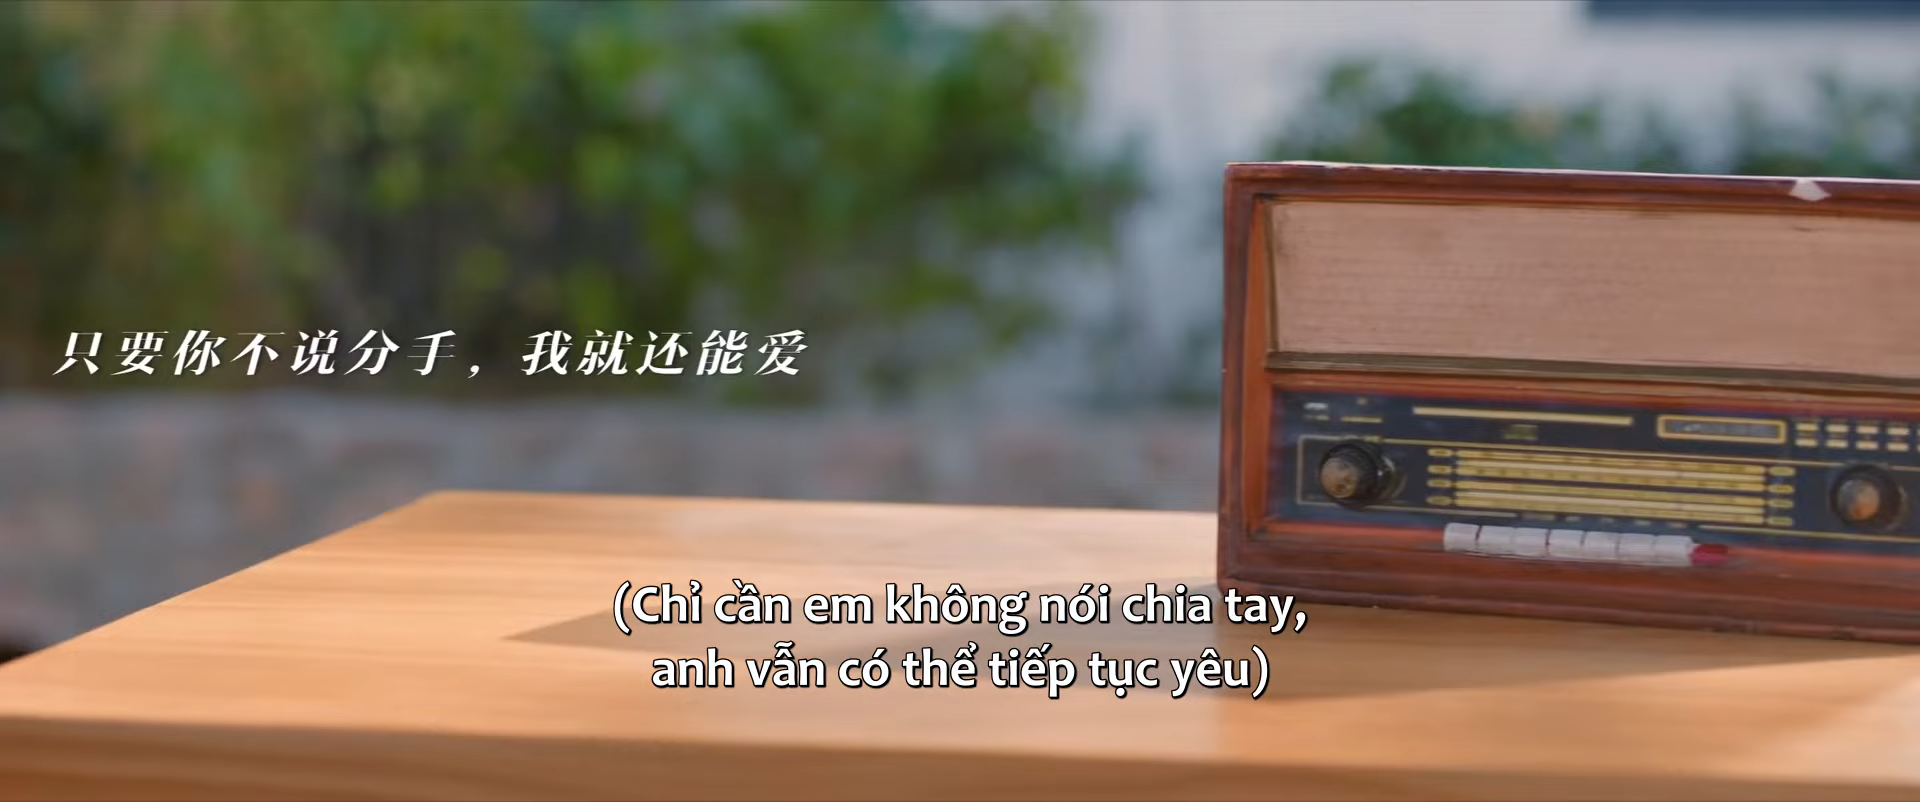 只要你不说分手，我就还能爱
(Chỉ cần em không nói chia tay,
anh vẫn có thể tiếp tục yêu)